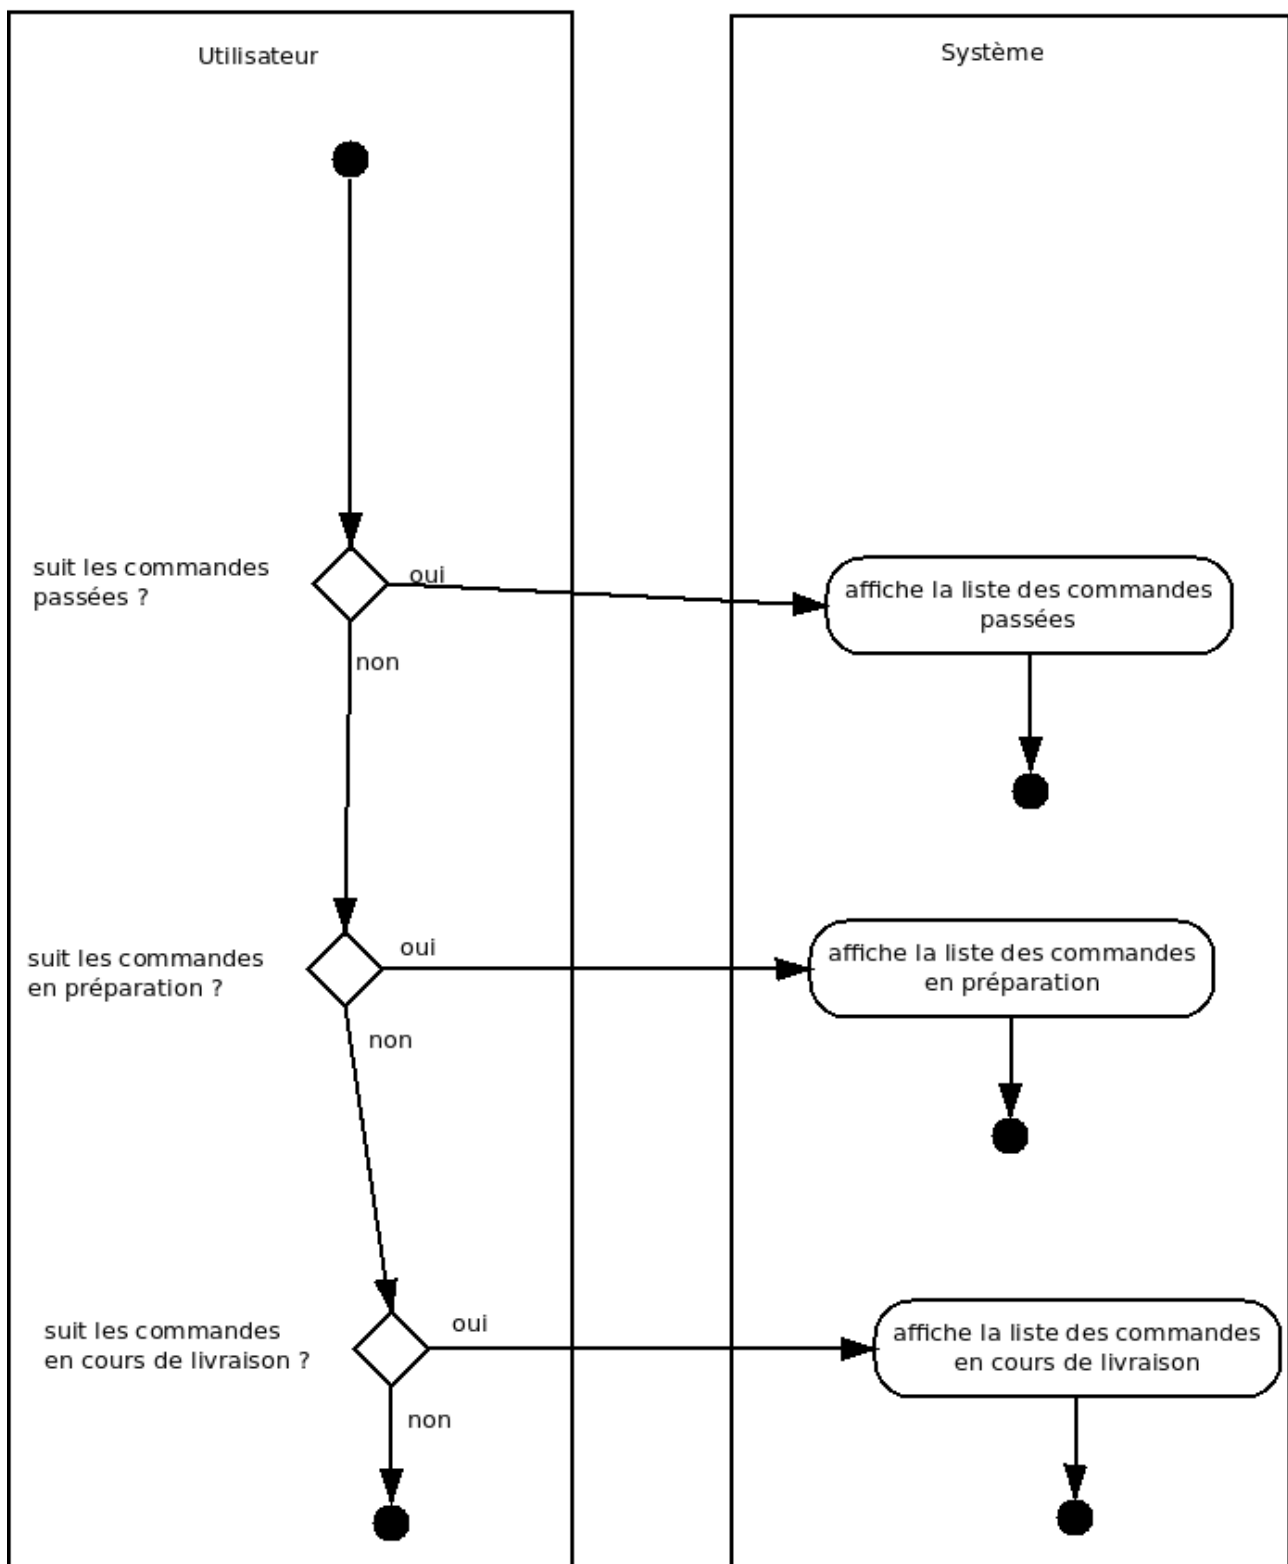 Utilisateur
Système
suit les commandes
passées ?
oui
affiche la liste des commandes
passées
non
suit les commandes
en préparation ?
oui
affiche la liste des commandes
en préparation
non
suit les commandes
en cours de livraison ?
oui
affiche la liste des commandes
en cours de livraison
non